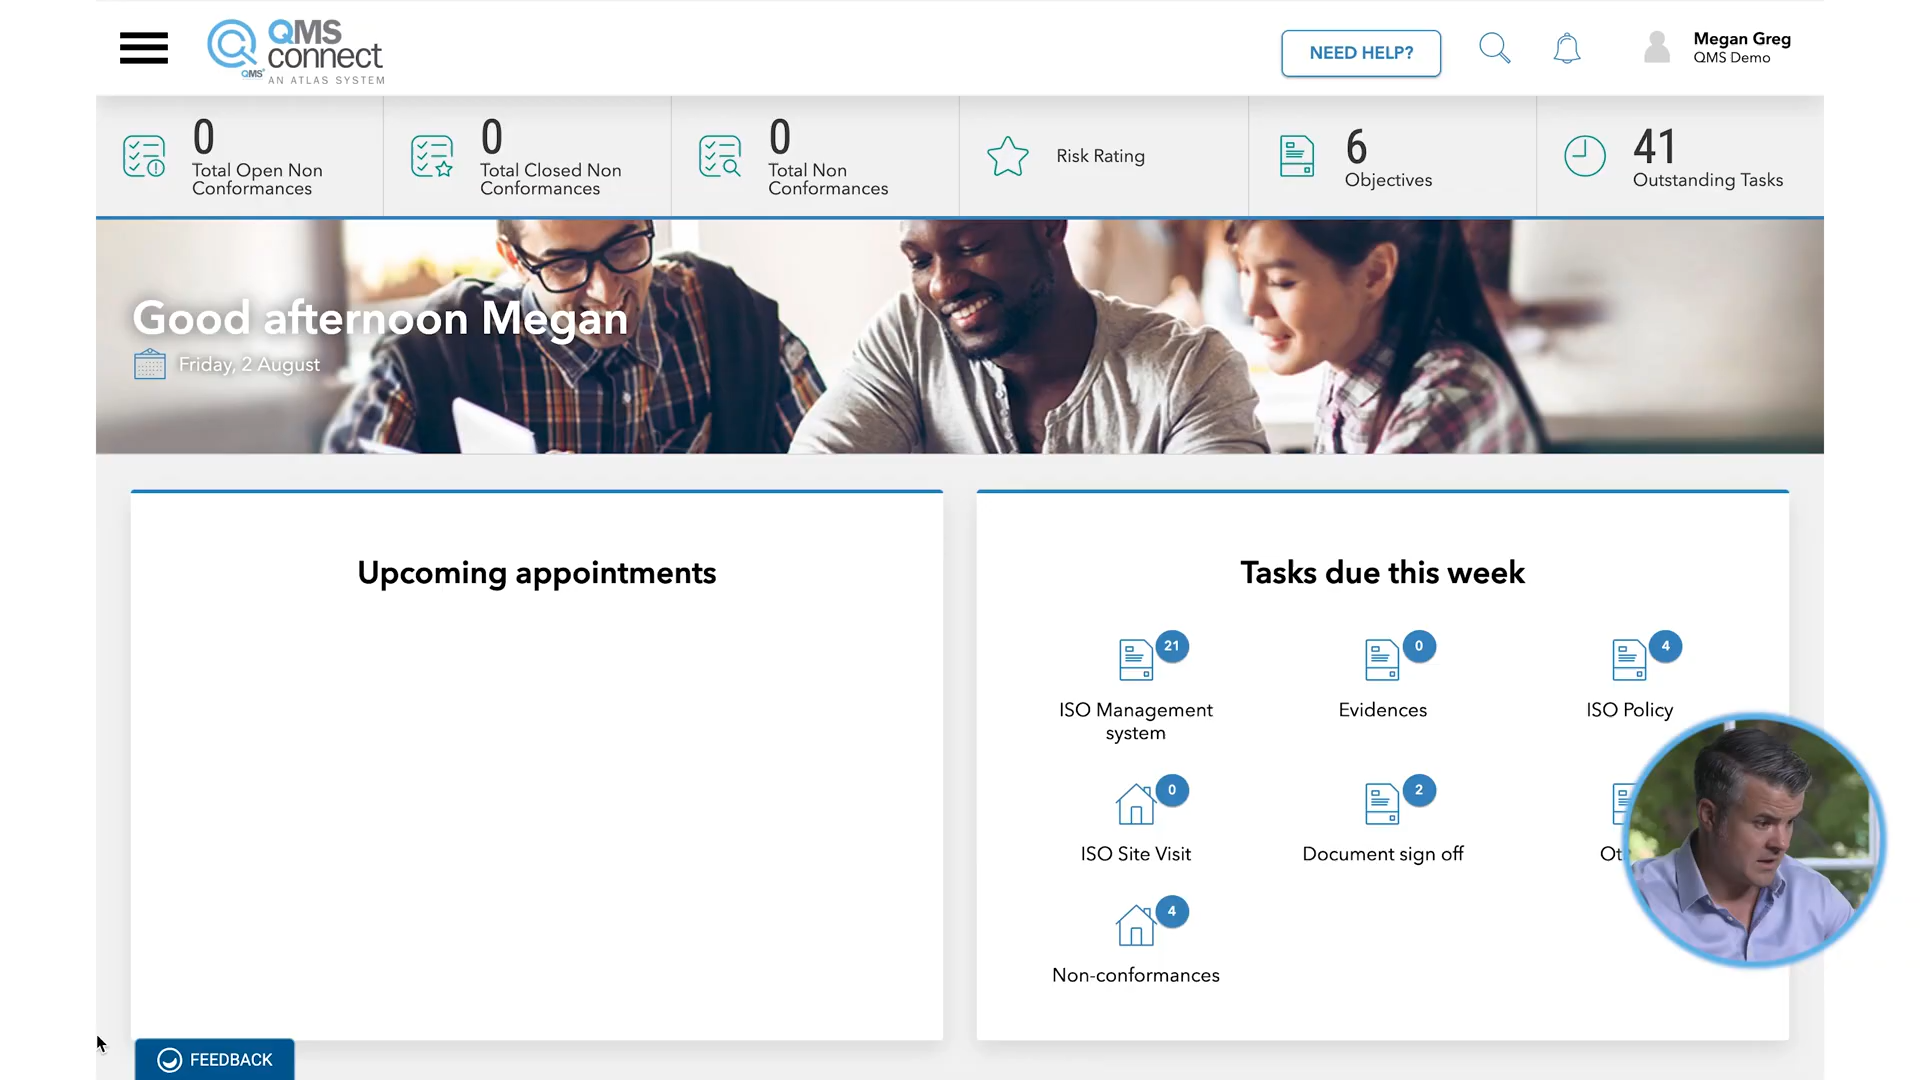 QMS
connect
QMS
AN ATLAS SYSTEM
NEED HELP?
Megan Greg
QMS Demo
0
Total Open Non
Conformances
0
Total Closed Non
Conformances
0
Total Non
Conformances
Risk Rating
6
Objectives
41
Outstanding Tasks
Good afternoon Megan
Friday, 2 August
Upcoming appointments
Tasks due this week
21
ISO Management
system
0
Evidences
4
ISO Policy
0
ISO Site Visit
2
Document sign off
4
Non-conformances
FEEDBACK